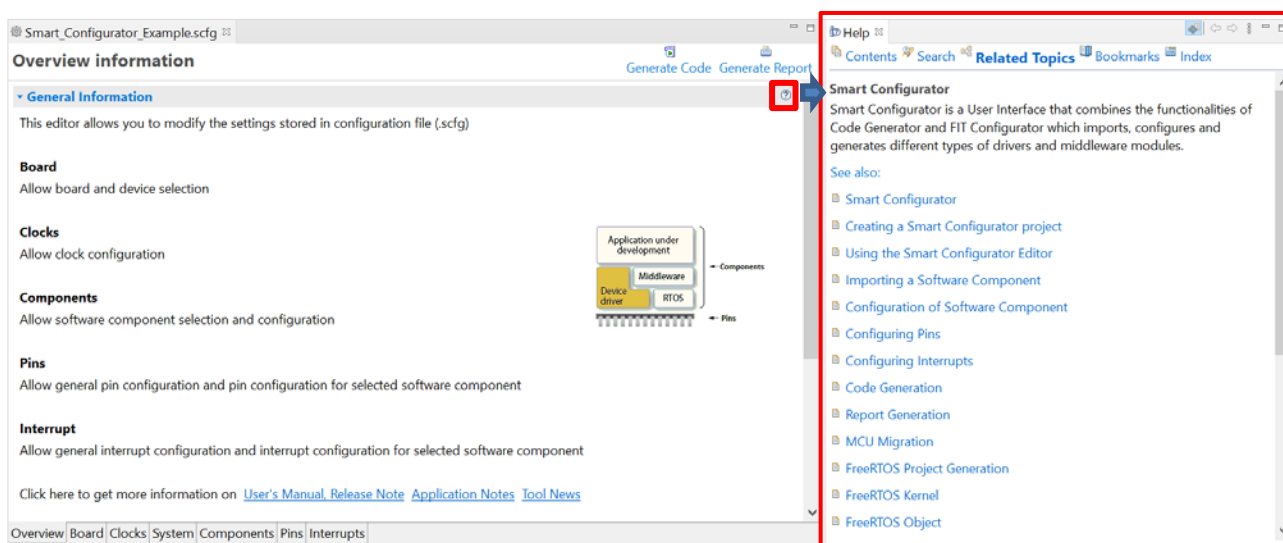 Smart_Configurator_Example.scfg
Overview information
Generate Code Generate Report
General Information
This editor allows you to modify the settings stored in configuration file (.scfg)
Board
Allow board and device selection
Clocks
Allow clock configuration
Components
Allow software component selection and configuration
Application under
development
Middleware
Device
driver
RTOS
Components
Pins
Pins
Allow general pin configuration and pin configuration for selected software component
Interrupt
Allow general interrupt configuration and interrupt configuration for selected software component
Click here to get more information on User's Manual, Release Note Application Notes Tool News
Overview Board Clocks System Components Pins Interrupts
Help
Contents Search Related Topics Bookmarks Index
Smart Configurator
Smart Configurator is a User Interface that combines the functionalities of
Code Generator and FIT Configurator which imports, configures and
generates different types of drivers and middleware modules.
See also:
Smart Configurator
Creating a Smart Configurator project
Using the Smart Configurator Editor
Importing a Software Component
Configuration of Software Component
Configuring Pins
Configuring Interrupts
Code Generation
Report Generation
MCU Migration
FreeRTOS Project Generation
FreeRTOS Kernel
FreeRTOS Object